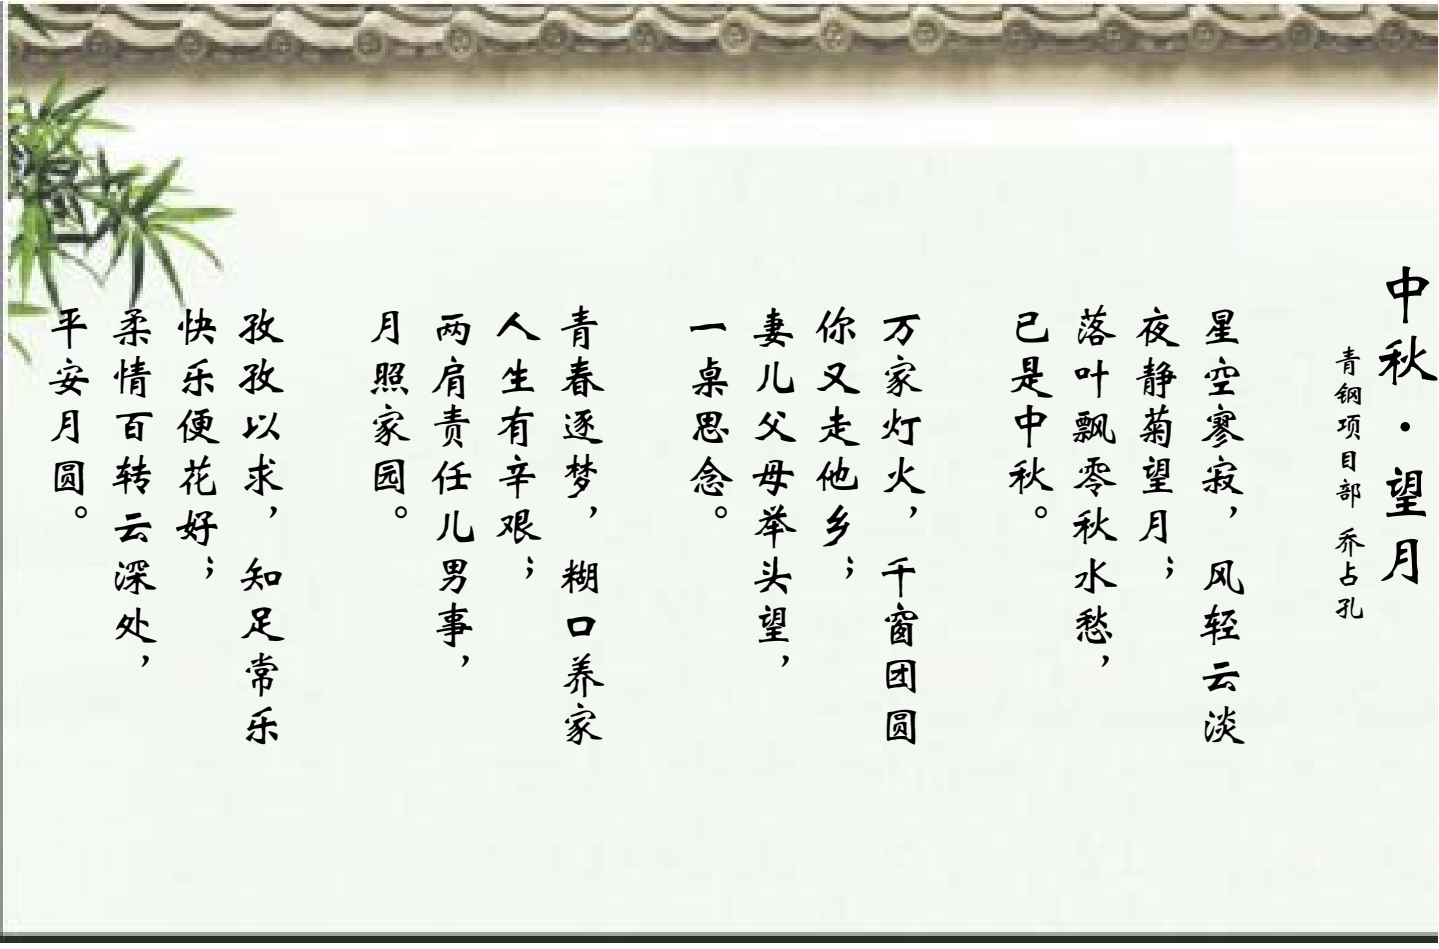 中秋·望月
青钢项目部 乔占孔
星空寥寂，风轻云淡
夜静菊望月；
落叶飘零秋水愁，
已是中秋。
万家灯火，千窗团圆
你又走他乡；
妻儿父母举头望，
一桌思念。
青春逐梦，糊口养家
人生有辛艰；
两肩责任儿男事，
月照家园。
孜孜以求，知足常乐
快乐便花好；
柔情百转云深处，
平安月圆。